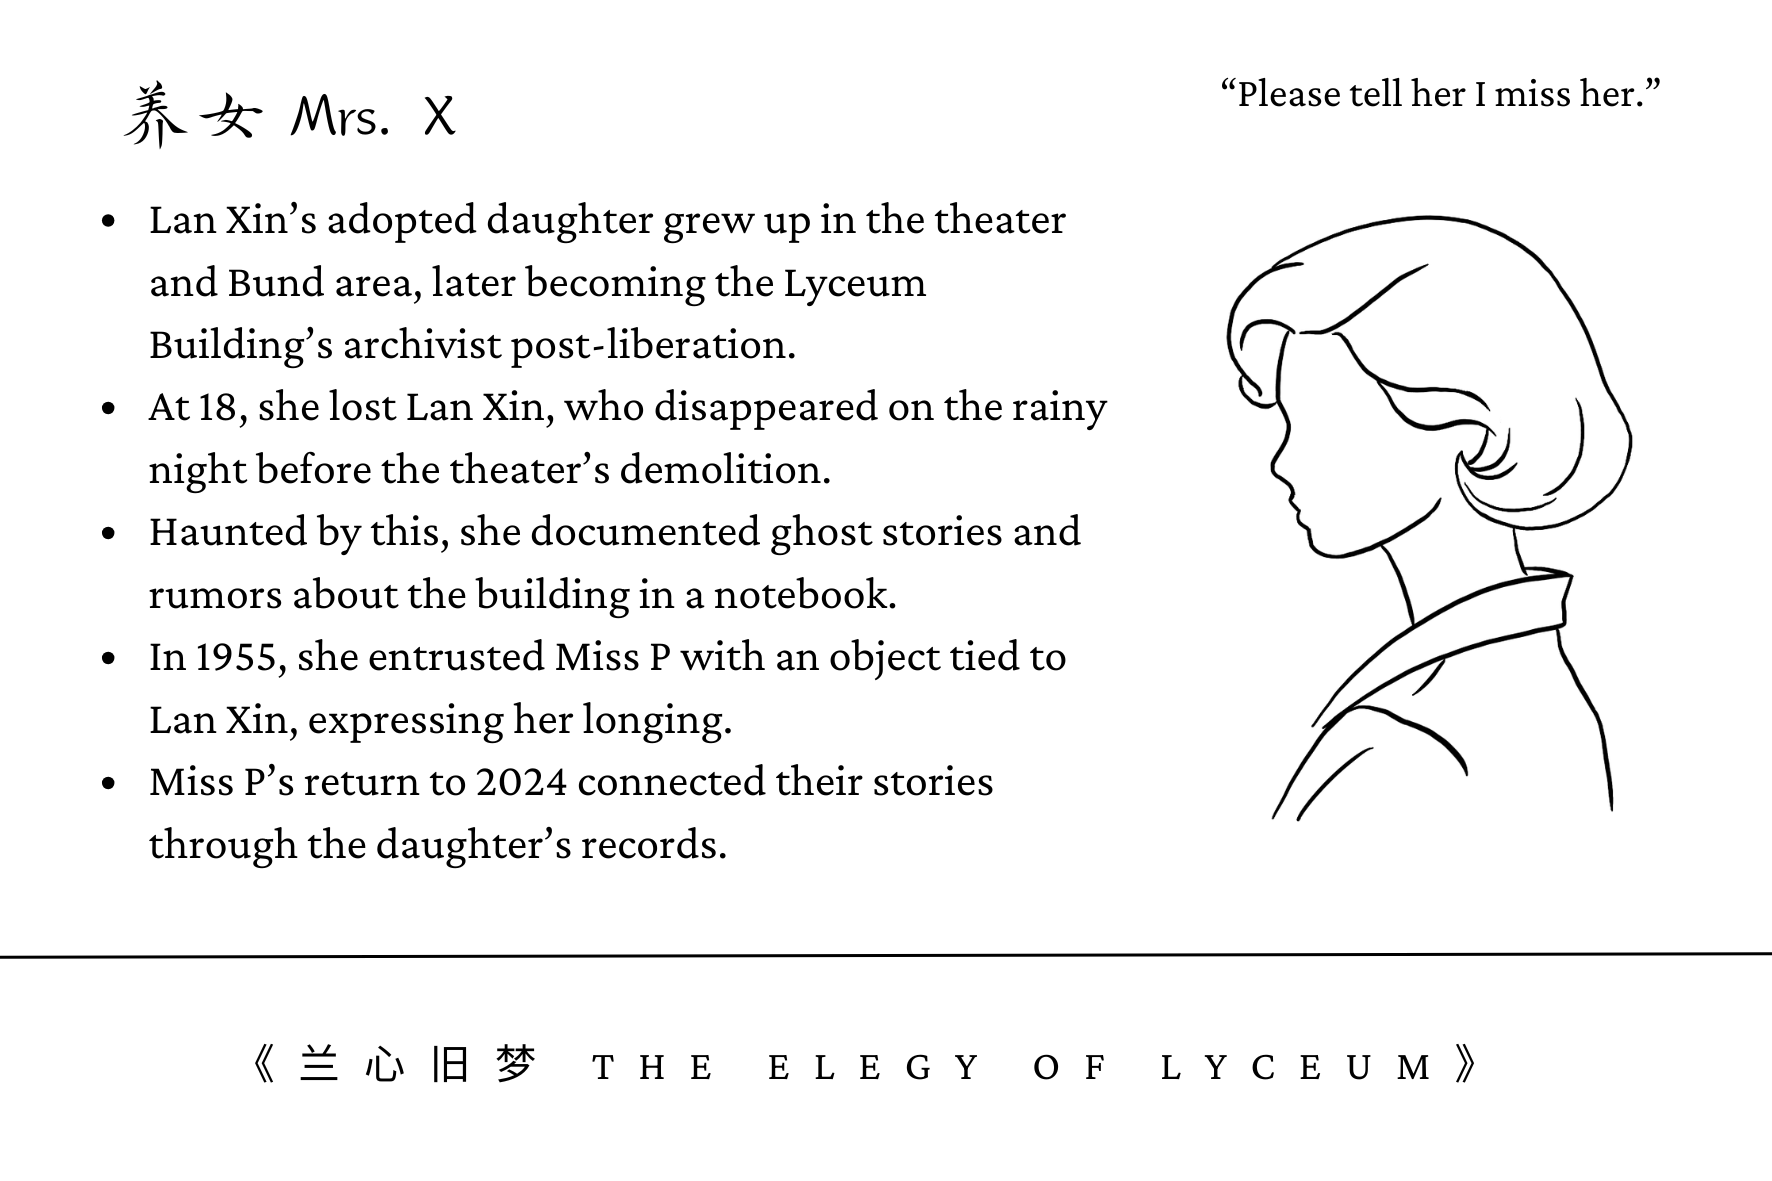 养女 Mrs. X
“Please tell her I miss her.”
• Lan Xin’s adopted daughter grew up in the theater
and Bund area, later becoming the Lyceum
Building’s archivist post-liberation.
• At 18, she lost Lan Xin, who disappeared on the rainy
night before the theater’s demolition.
• Haunted by this, she documented ghost stories and
rumors about the building in a notebook.
• In 1955, she entrusted Miss P with an object tied to
Lan Xin, expressing her longing.
• Miss P’s return to 2024 connected their stories
through the daughter’s records.
《兰心旧梦 THE ELEGY OF LYCEUM》